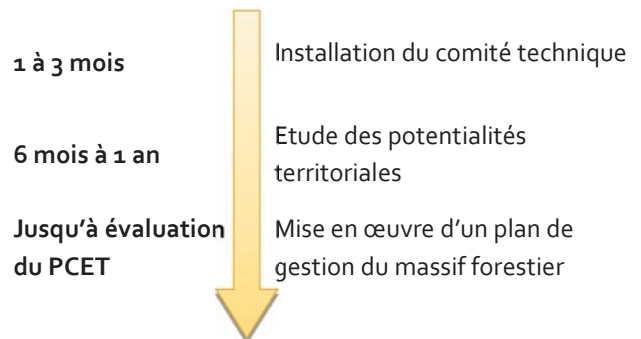 1 à 3 mois
Installation du comité technique
6 mois à 1 an
Etude des potentialités
territoriales
Jusqu'à évaluation
du PCET
Mise en œuvre d'un plan de
gestion du massif forestier